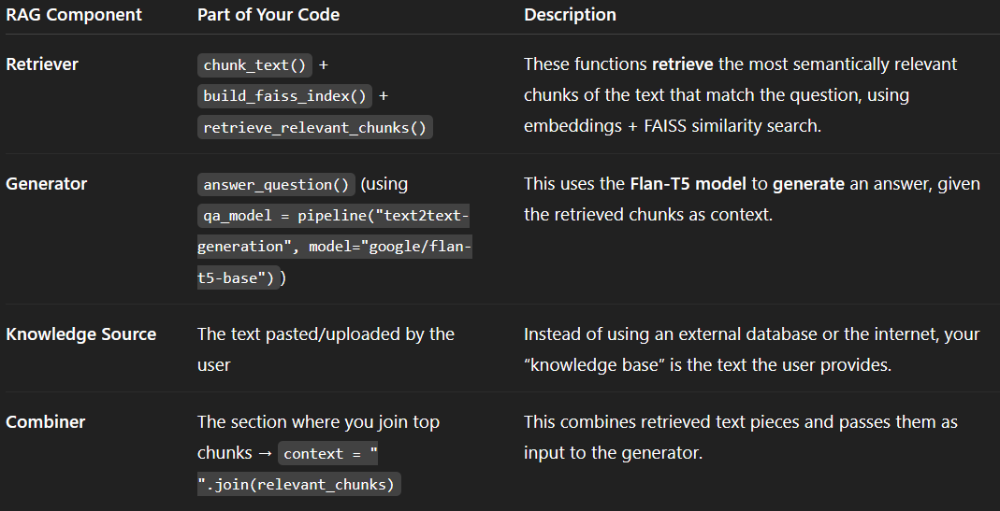 RAG Component Part of Your Code Description
Retriever chunk_text() + These functions retrieve the most semantically relevant
build_faiss_index() + chunks of the text that match the question, using
retrieve_relevant_chunks() embeddings + FAISS similarity search.
Generator answer_question() (using This uses the Flan-T5 model to generate an answer, given
qa_model = pipeline("text2text- the retrieved chunks as context.
generation", model="google/flan-
t5-base") )
Knowledge Source The text pasted/uploaded by the Instead of using an external database or the internet, your
user “knowledge base” is the text the user provides.
Combiner The section where you join top This combines retrieved text pieces and passes them as
chunks → context = " input to the generator.
".join(relevant_chunks)